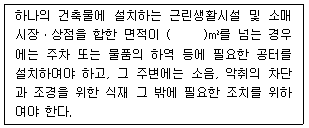 하나의 건축물에 설치하는 근린생활시설 및 소매
시장ㆍ상점을 합한 면적이 (      )㎡를 넘는 경우
에는 주차 또는 물품의 하역 등에 필요한 공터를
설치하여야 하고, 그 주변에는 소음, 악취의 차단
과 조경을 위한 식재 그 밖에 필요한 조치를 취하
여야 한다.